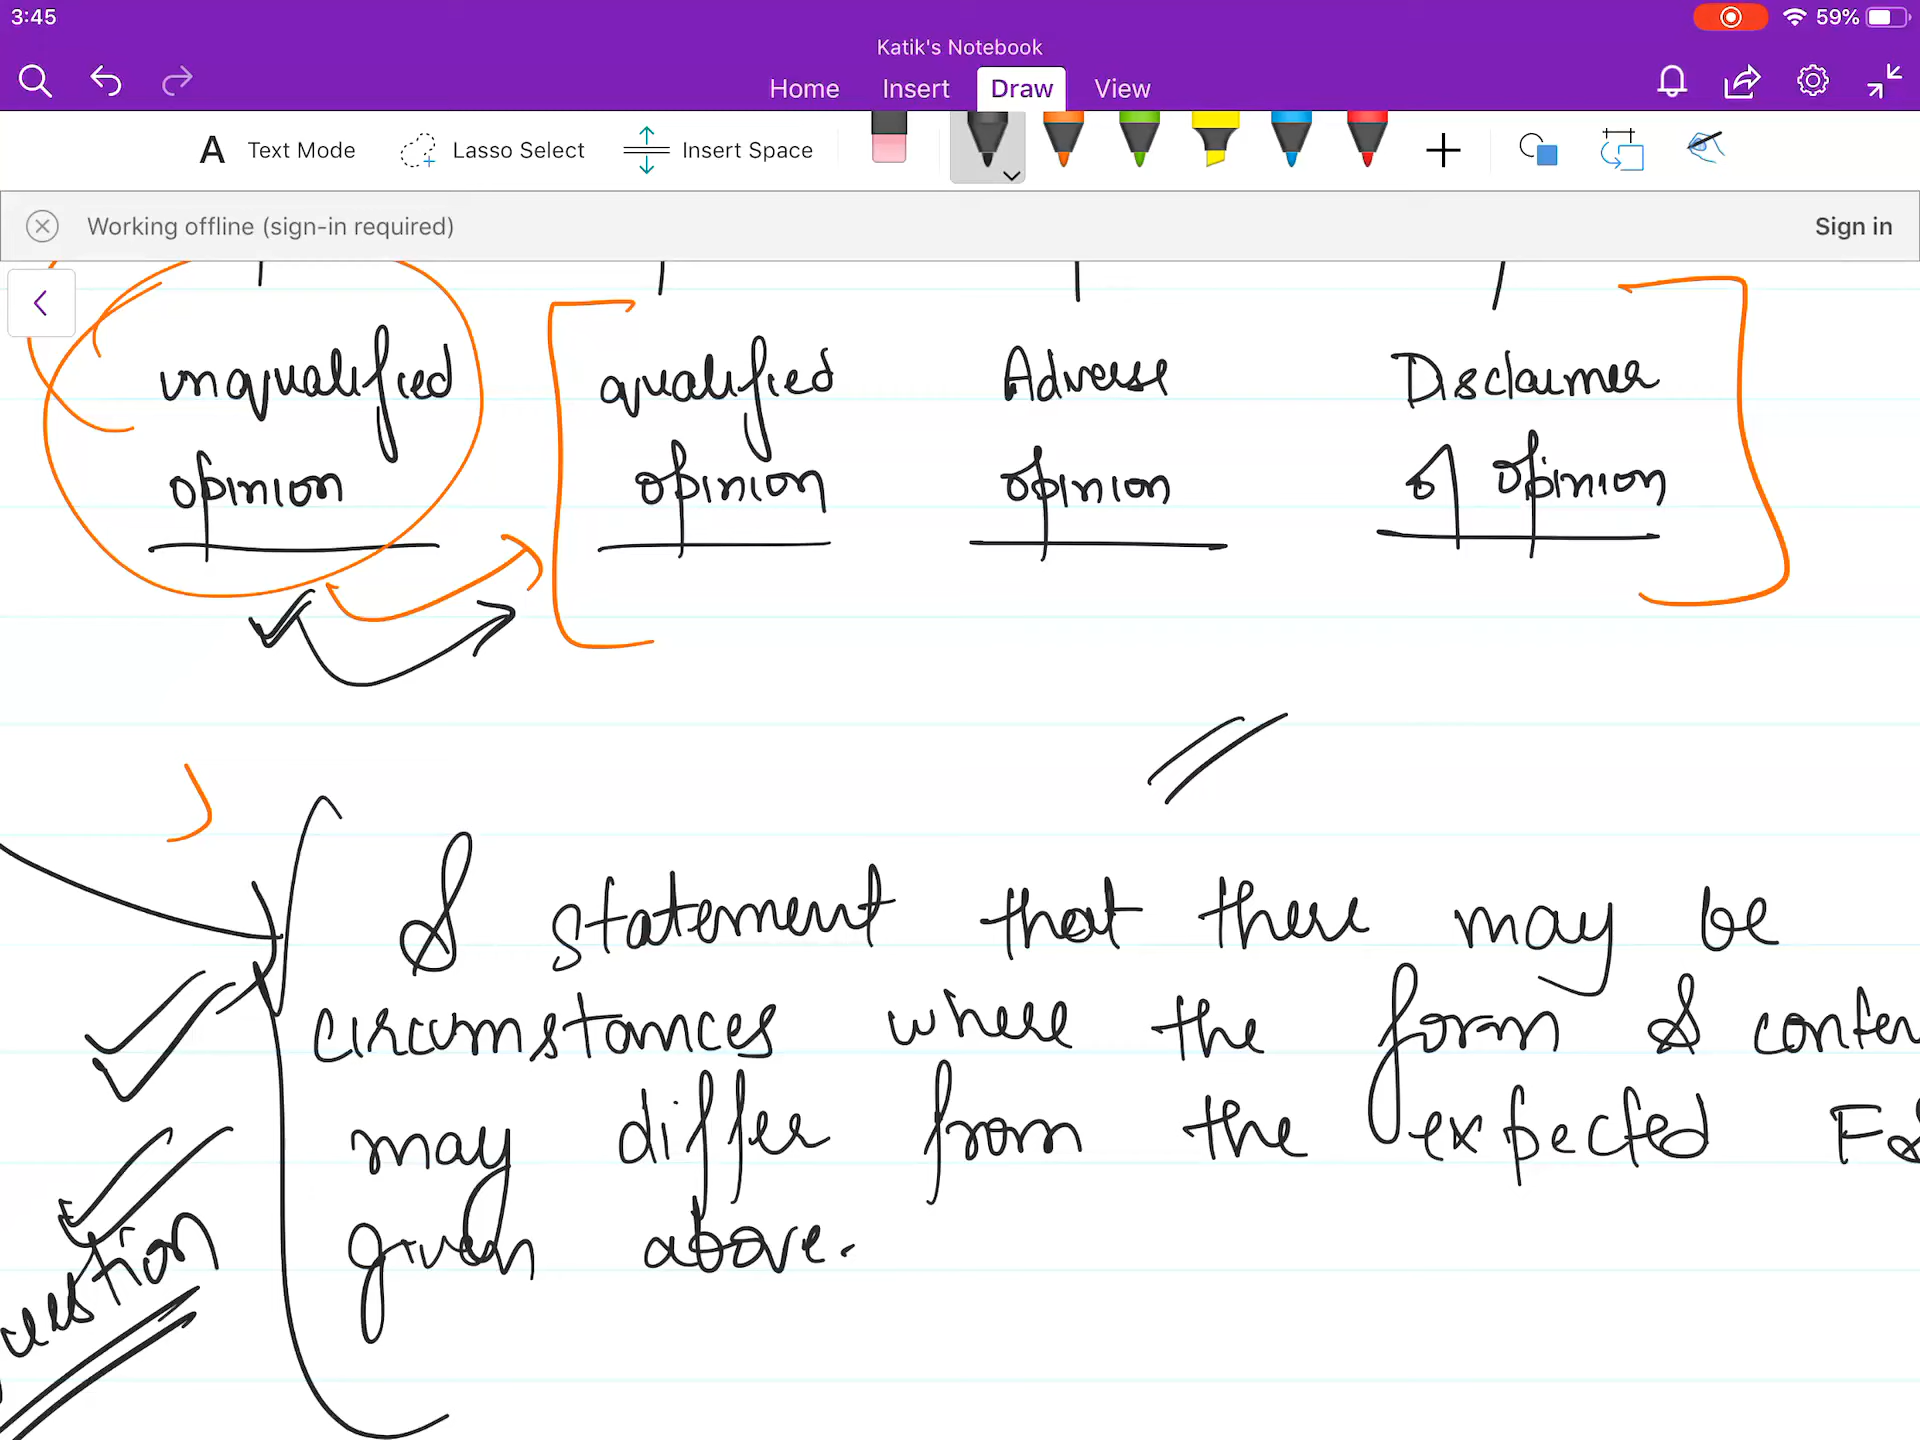 3:45
59%
Katik's Notebook
Home Insert Draw View
A Text Mode Lasso Select Insert Space
Working offline (sign-in required) Sign in
unqualified qualified Adverse Disclaimer
opinion opinion opinion of opinion
& statement that there may be
circumstances where the form & conten
may differ from the expected F&
given above.
uestion